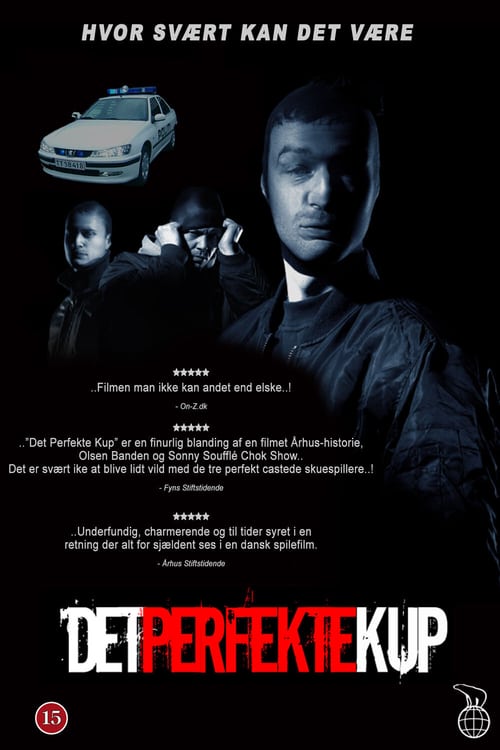 HVOR SVÆRT KAN DET VÆRE
POLITI
..Filmen man ikke kan andet end elske..!
- On-Z.dk
.."Det Perfekte Kup" er en finurlig blanding af en filmet Århus-historie,
Olsen Banden og Sonny Soufflé Chok Show..
Det er svært ike at blive lidt vild med de tre perfekt castede skuespillere..!
- Fyns Stiftstidende
..Underfundig, charmerende og til tider syret i en
retning der alt for sjældent ses i en dansk spilefilm.
- Århus Stiftstidende
DETPERFEKTEKUP
15